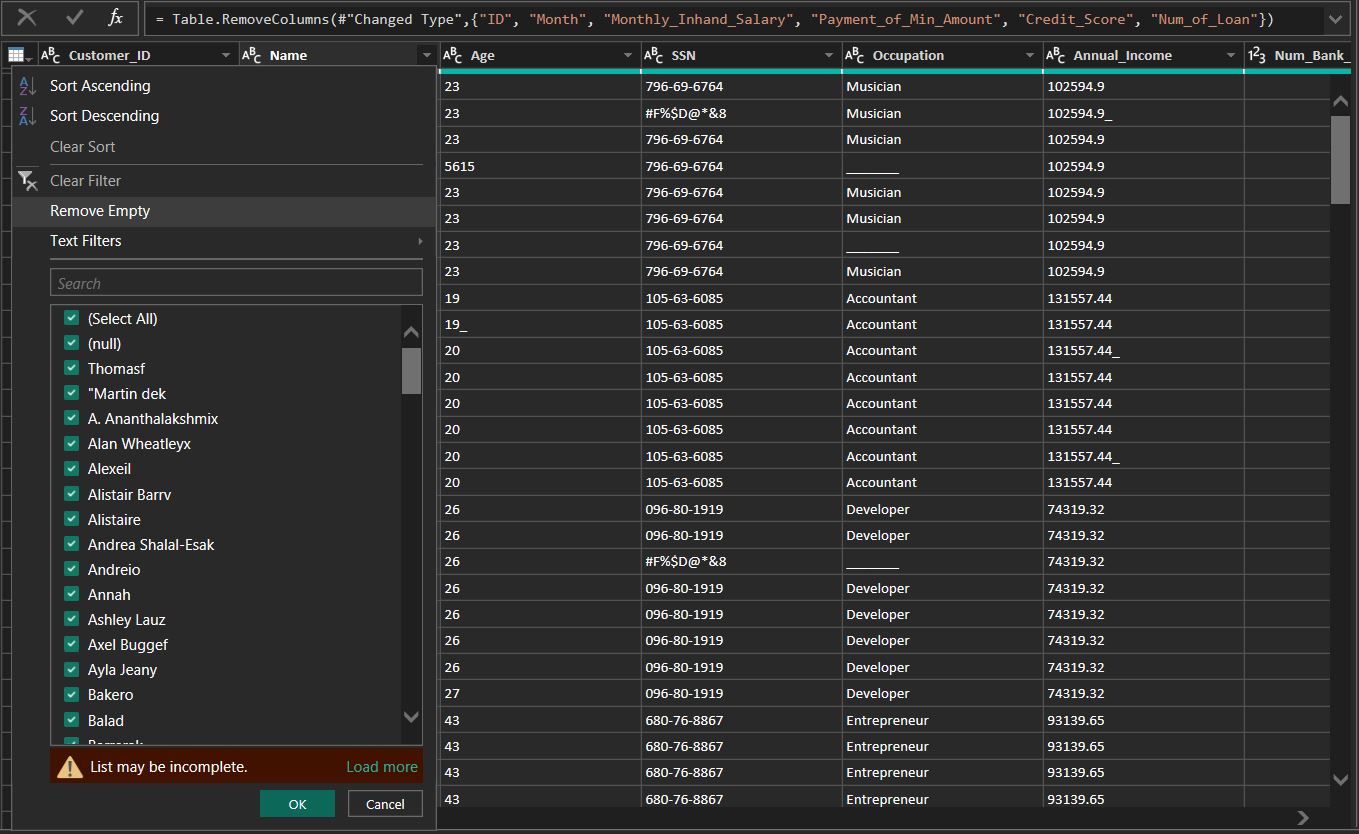 = Table.RemoveColumns(#"Changed Type",{"ID", "Month", "Monthly_Inhand_Salary", "Payment_of_Min_Amount", "Credit_Score", "Num_of_Loan"})
Customer_ID Name Age SSN Occupation Annual_Income 123 Num_Bank_
Sort Ascending
Sort Descending
Clear Sort
Clear Filter
Remove Empty
Text Filters
Search
(Select All)
(null)
Thomasf
"Martin dek
A. Ananthalakshmix
Alan Wheatleyx
Alexeil
Alistair Barrv
Alistaire
Andrea Shalal-Esak
Andreio
Annah
Ashley Lauz
Axel Buggef
Ayla Jeany
Bakero
Balad
List may be incomplete. Load more
OK Cancel
23 796-69-6764 Musician 102594.9
23 #F%$D@*&8 Musician 102594.9_
23 796-69-6764 Musician 102594.9
5615 796-69-6764 _______ 102594.9
23 796-69-6764 Musician 102594.9
23 796-69-6764 Musician 102594.9
23 796-69-6764 _______ 102594.9
23 796-69-6764 Musician 102594.9
19 105-63-6085 Accountant 131557.44
19_ 105-63-6085 Accountant 131557.44
20 105-63-6085 Accountant 131557.44_
20 105-63-6085 Accountant 131557.44
20 105-63-6085 Accountant 131557.44
20 105-63-6085 Accountant 131557.44
20 105-63-6085 Accountant 131557.44_
20 105-63-6085 Accountant 131557.44
26 096-80-1919 Developer 74319.32
26 096-80-1919 Developer 74319.32
26 #F%$D@*&8 _______ 74319.32
26 096-80-1919 Developer 74319.32
26 096-80-1919 Developer 74319.32
26 096-80-1919 Developer 74319.32
26 096-80-1919 Developer 74319.32
27 096-80-1919 Developer 74319.32
43 680-76-8867 Entrepreneur 93139.65
43 680-76-8867 Entrepreneur 93139.65
43 680-76-8867 Entrepreneur 93139.65
43 680-76-8867 Entrepreneur 93139.65